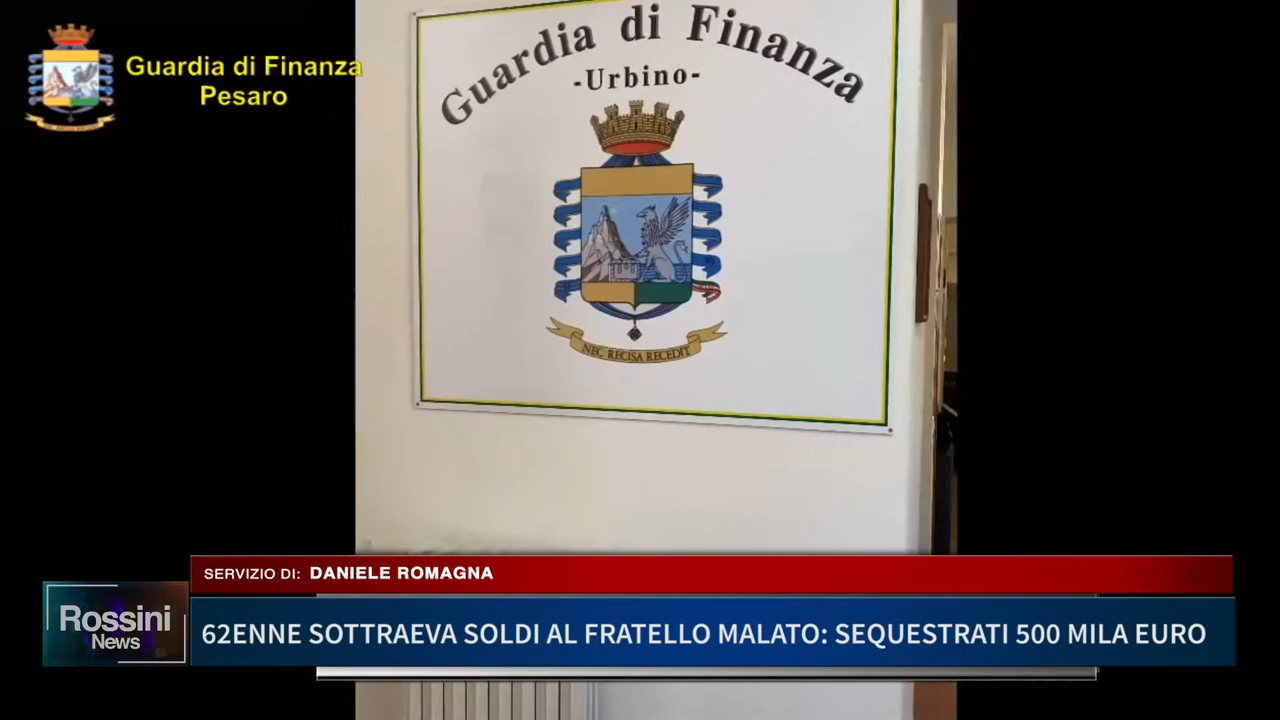 Guardia di Finanza
Pesaro
Guardia di Finanza
-Urbino-
NEC RECISA RECEDIT
SERVIZIO DI: DANIELE ROMAGNA
Rossini
News
62ENNE SOTTRAEVA SOLDI AL FRATELLO MALATO: SEQUESTRATI 500 MILA EURO